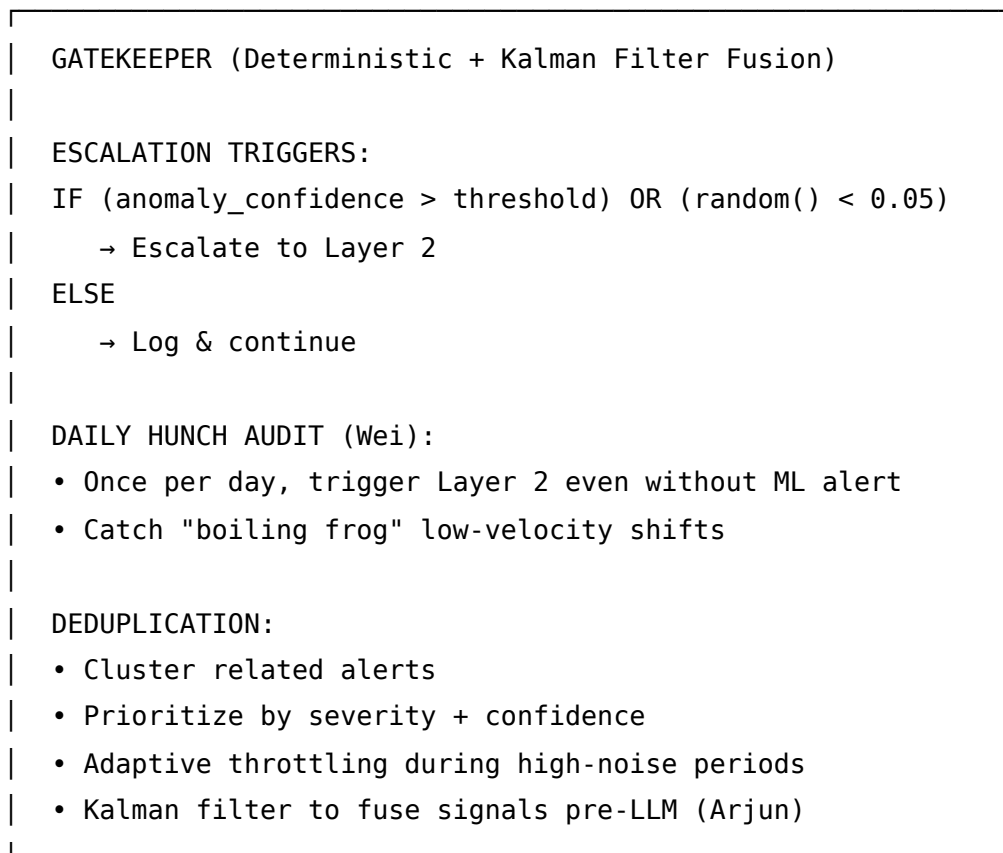 GATEKEEPER (Deterministic + Kalman Filter Fusion)
ESCALATION TRIGGERS:
IF (anomaly_confidence > threshold) OR (random() < 0.05)
→ Escalate to Layer 2
ELSE
→ Log & continue
DAILY HUNCH AUDIT (Wei):
• Once per day, trigger Layer 2 even without ML alert
• Catch "boiling frog" low-velocity shifts
DEDUPLICATION:
• Cluster related alerts
• Prioritize by severity + confidence
• Adaptive throttling during high-noise periods
• Kalman filter to fuse signals pre-LLM (Arjun)